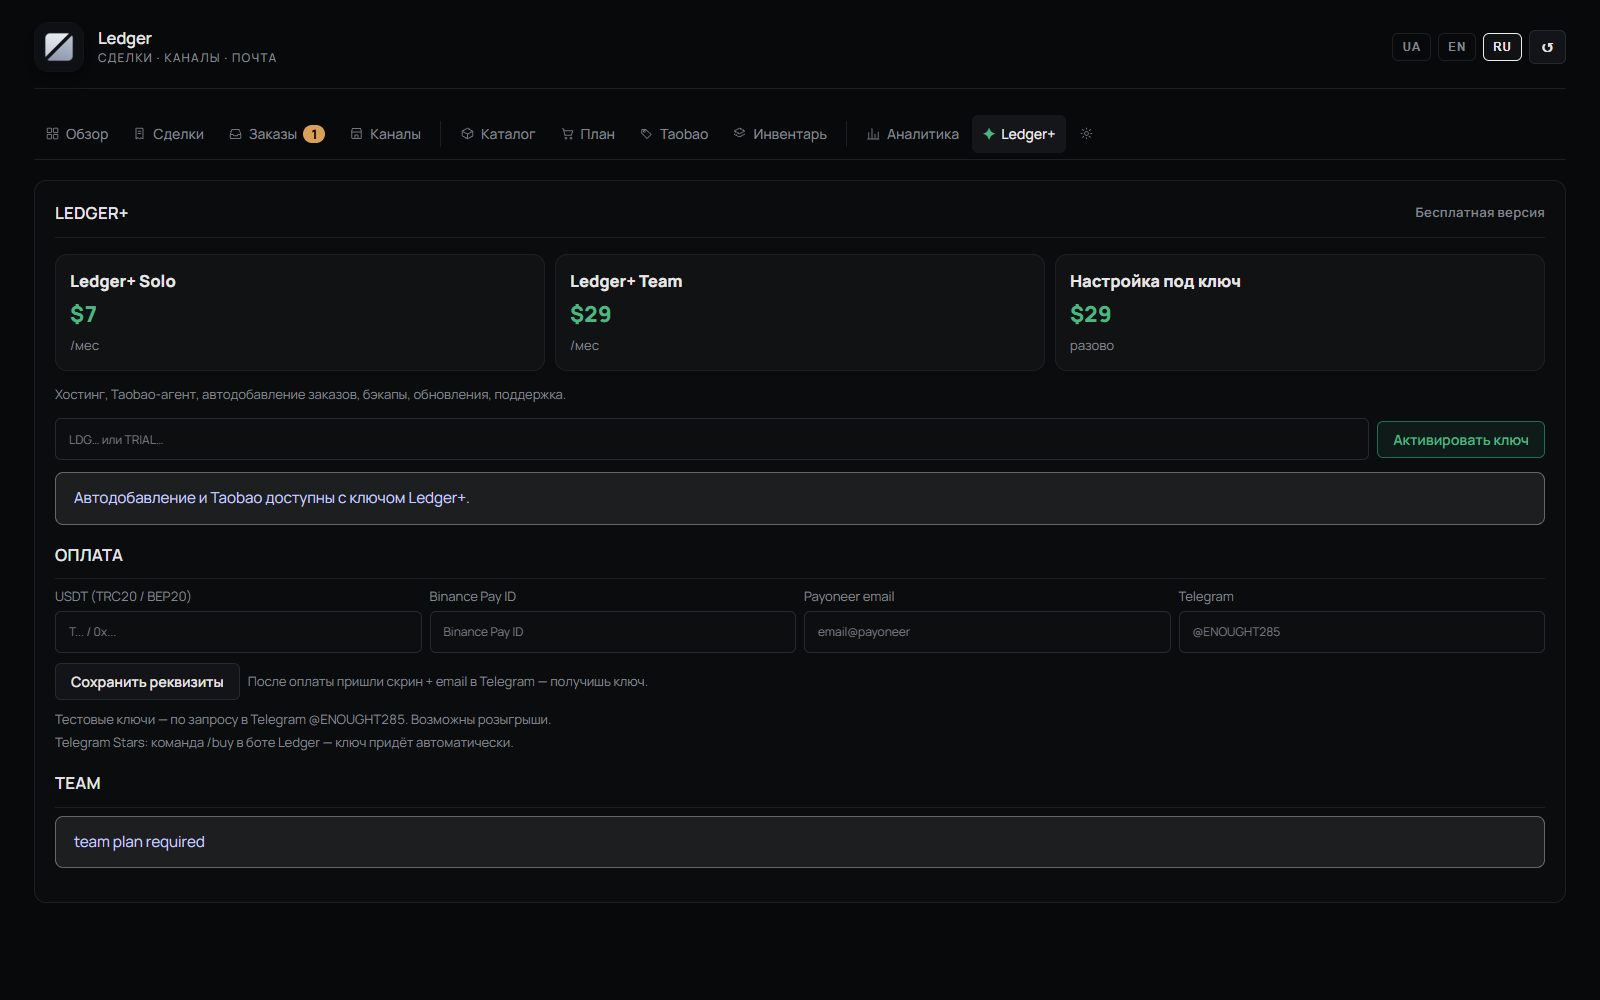 Ledger
СДЕЛКИ · КАНАЛЫ · ПОЧТА
UA EN RU
Обзор Сделки Заказы 1 Каналы Каталог План Taobao Инвентарь Аналитика Ledger+
LEDGER+
Бесплатная версия
Ledger+ Solo
$7
/мес
Ledger+ Team
$29
/мес
Настройка под ключ
$29
разово
Хостинг, Taobao-агент, автодобавление заказов, бэкапы, обновления, поддержка.
LDG... или TRIAL...
Активировать ключ
Автодобавление и Taobao доступны с ключом Ledger+.
ОПЛАТА
USDT (TRC20 / BEP20)
T... / 0x...
Binance Pay ID
Binance Pay ID
Payoneer email
email@payoneer
Telegram
@ENOUGHT285
Сохранить реквизиты
После оплаты пришли скрин + email в Telegram — получишь ключ.
Тестовые ключи — по запросу в Telegram @ENOUGHT285. Возможны розыгрыши.
Telegram Stars: команда /buy в боте Ledger — ключ придёт автоматически.
TEAM
team plan required